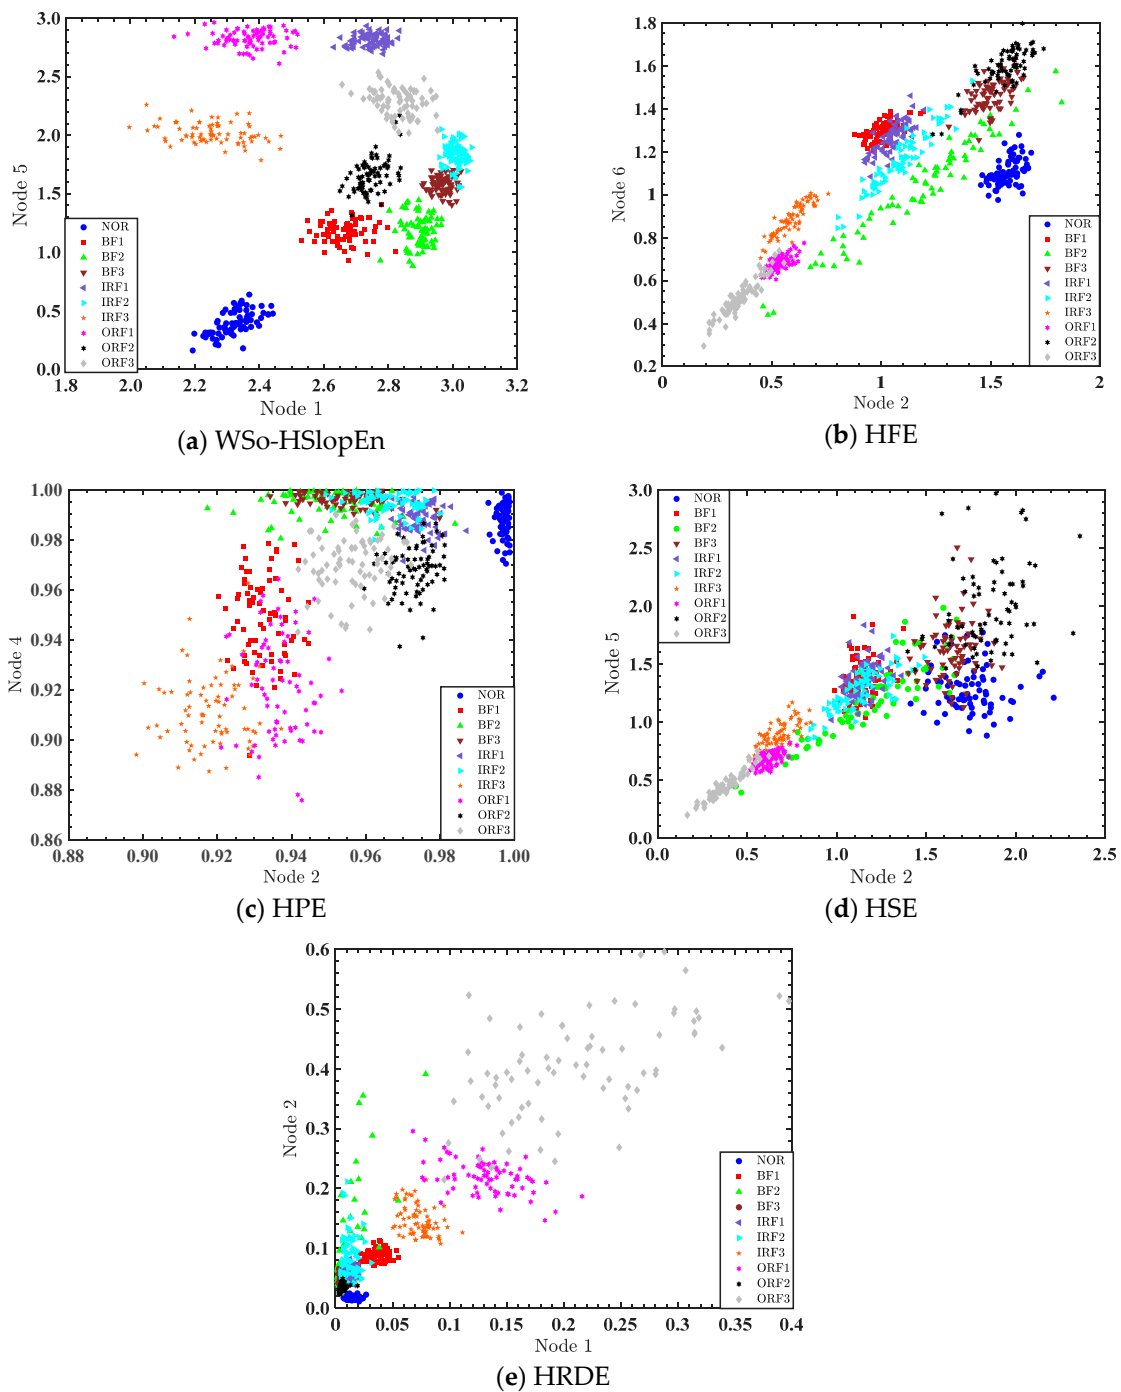 5.0
3.0
2.5
2.0
1.5
1.0
0.5
0.0
Node 5
NOR
BF1
BF2
BF3
IRF1
IRF2
IRF3
ORF1
ORF2
ORF3
1.8 2.0 2.2 2.4 2.6 2.8 3.0 3.2
Node 1
(a) WSo-HSlopEn
1.8
1.6
1.4
1.2
1
0.8
0.6
0.4
0.2
Node 6
NOR
BF1
BF2
BF3
IRF1
IRF2
IRF3
ORF1
ORF2
ORF3
0 0.5 1 1.5 2
Node 2
(b) HFE
1.00
0.98
0.96
0.94
0.92
0.90
0.88
0.86
Node 4
NOR
BF1
BF2
BF3
IRF1
IRF2
IRF3
ORF1
ORF2
ORF3
0.88 0.90 0.92 0.94 0.96 0.98 1.00
Node 2
(c) HPE
3.0
2.5
2.0
1.5
1.0
0.5
0.0
Node 5
NOR
BF1
BF2
BF3
IRF1
IRF2
IRF3
ORF1
ORF2
ORF3
0.0 0.5 1.0 1.5 2.0 2.5
Node 2
(d) HSE
0.6
0.5
0.4
0.3
0.2
0.1
0.0
Node 2
NOR
BF1
BF2
BF3
IRF1
IRF2
IRF3
ORF1
ORF2
ORF3
0 0.05 0.1 0.15 0.2 0.25 0.3 0.35 0.4
Node 1
(e) HRDE